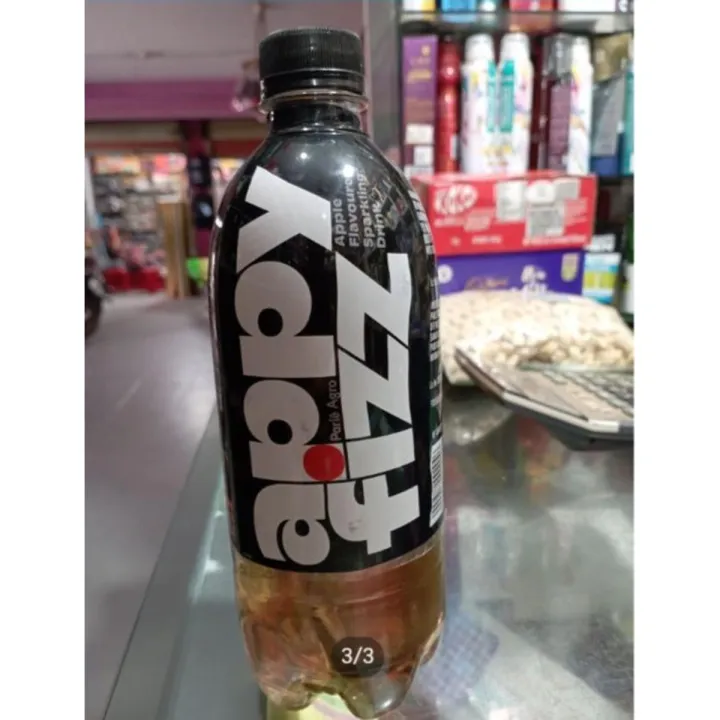 appy
fizz
Apple
Flavoured
Sparkling
Drink
Parle Agro
KitKat
3/3